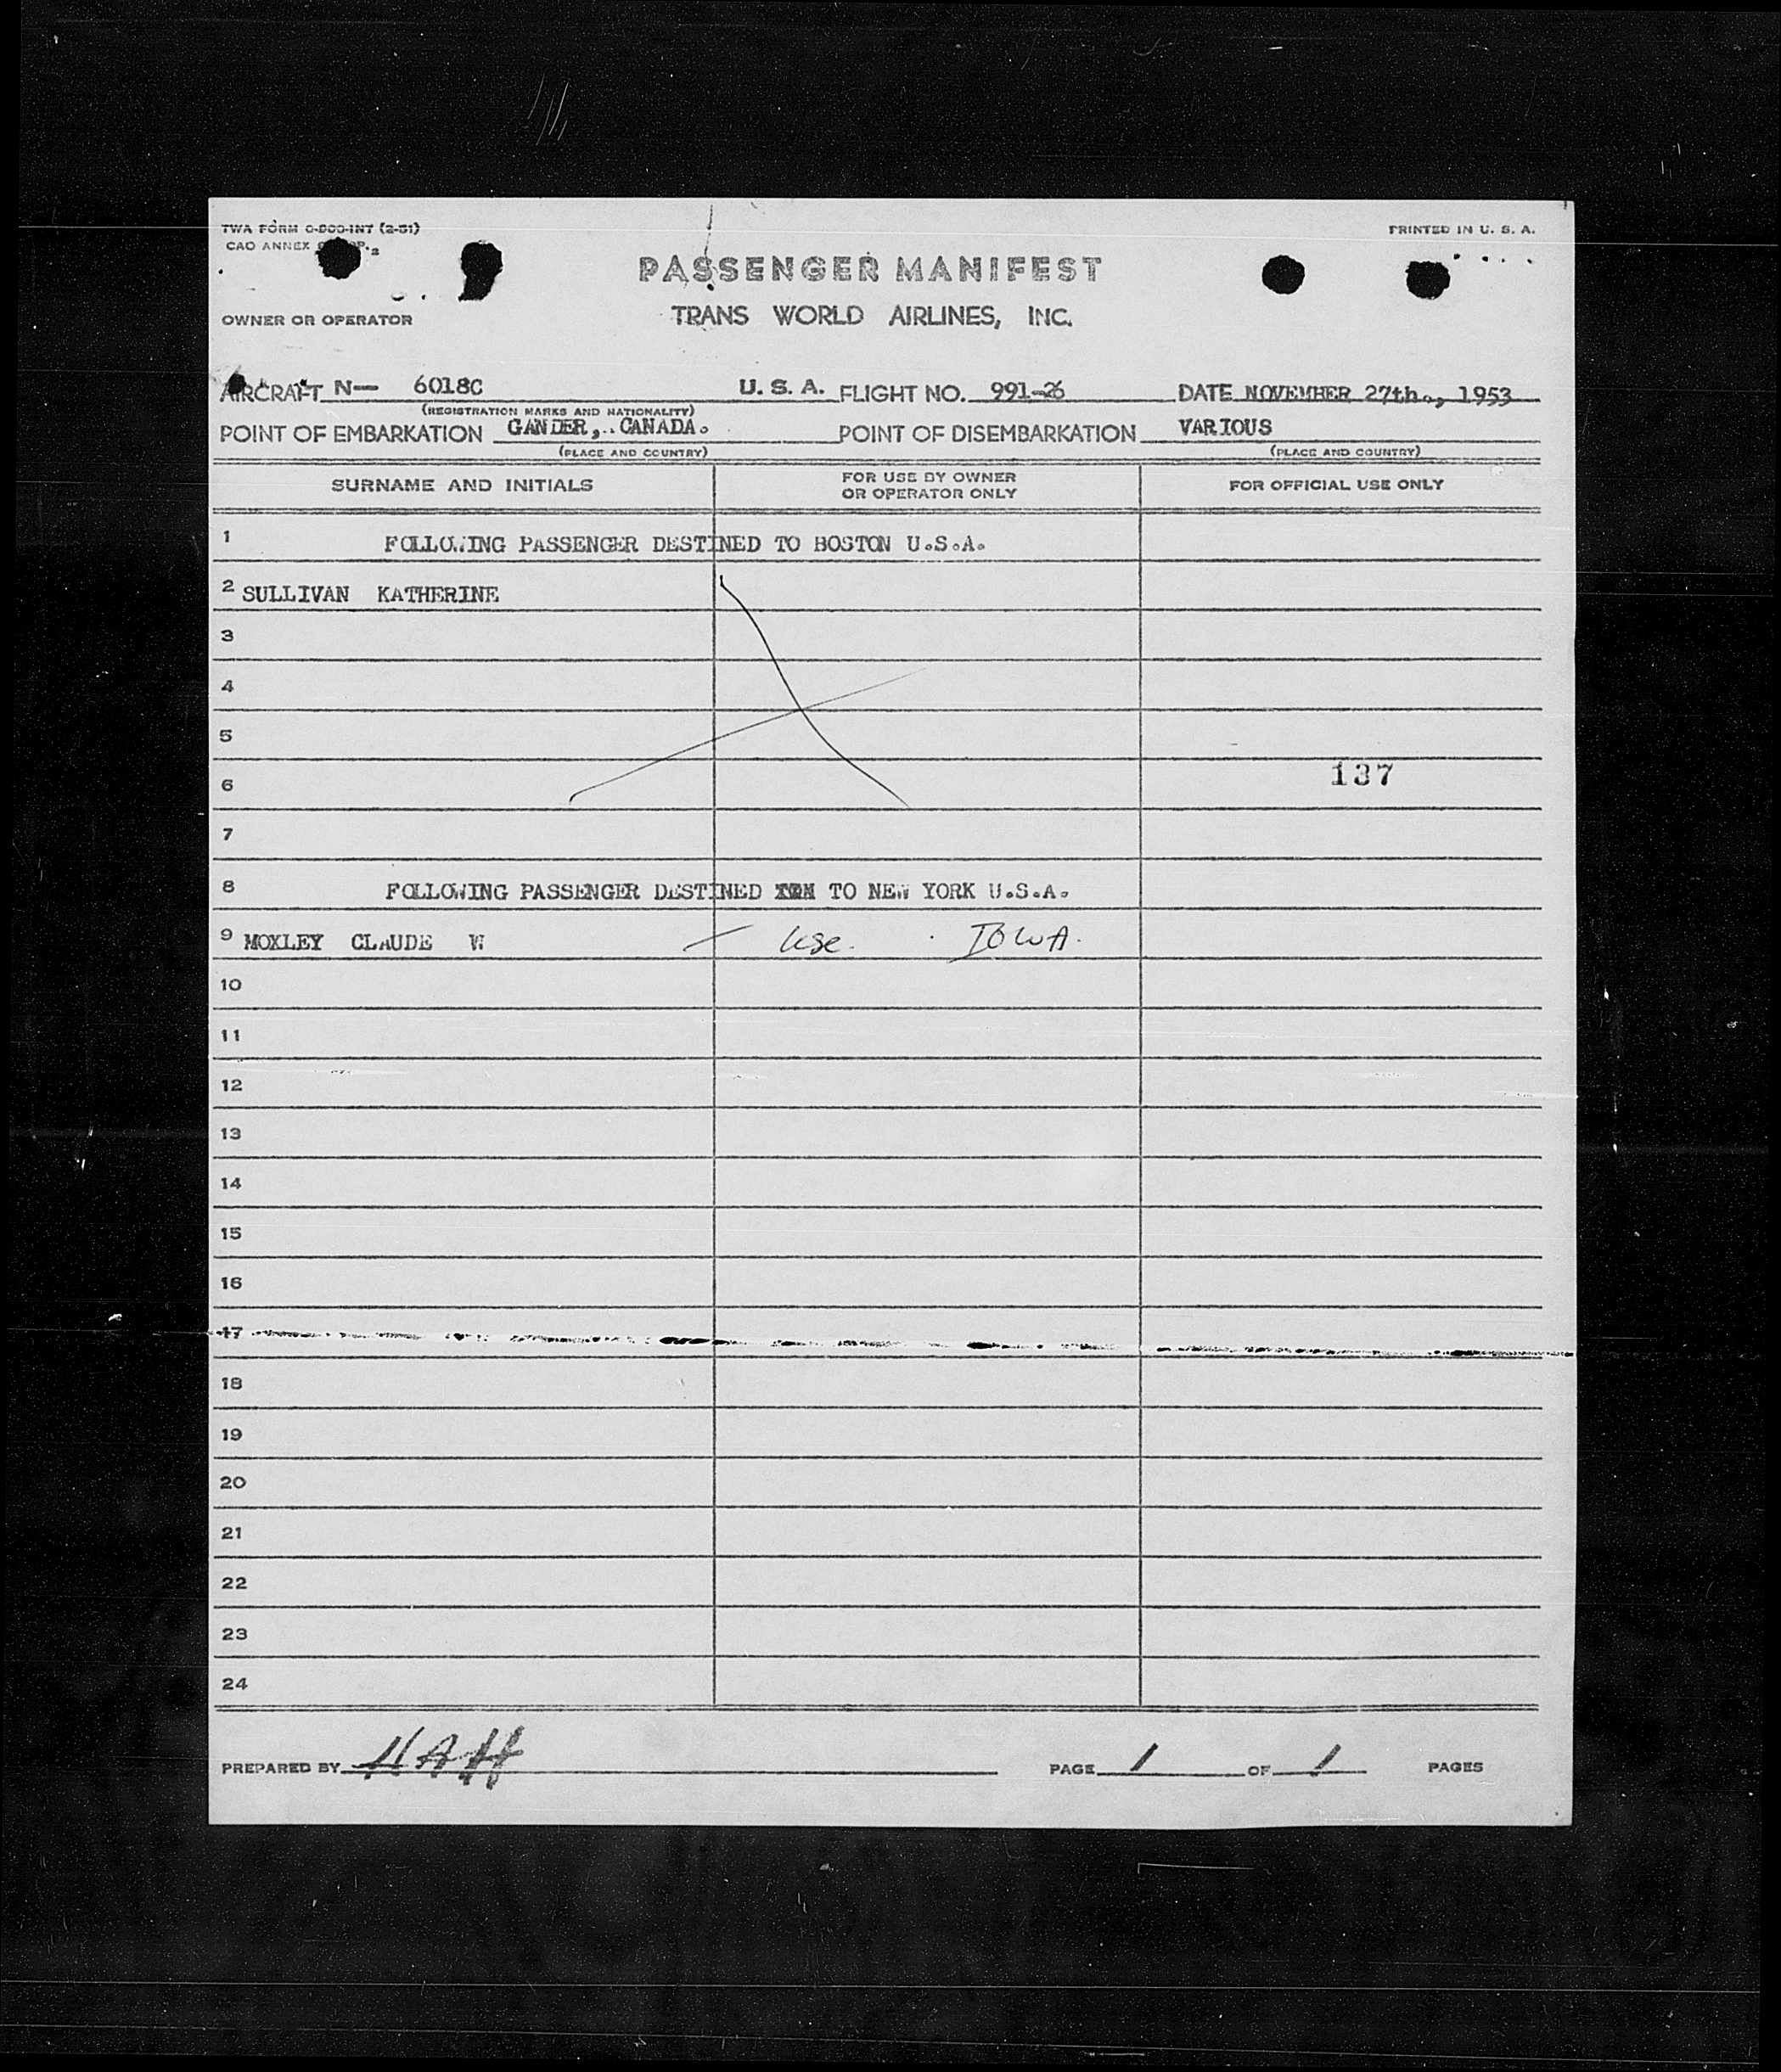 TWA FORM O-800-INT (2-51)
PRINTED IN U. S. A.
CAO ANNEX
PASSENGER MANIFEST
OWNER OR OPERATOR
TRANS WORLD AIRLINES, INC.
AIRCRAFT N— 6018C U. S. A. FLIGHT NO. 991-26 DATE NOVEMBER 27th., 1953
(REGISTRATION MARKS AND NATIONALITY)
POINT OF EMBARKATION GANDER, CANADA. POINT OF DISEMBARKATION VARIOUS
(PLACE AND COUNTRY) (PLACE AND COUNTRY)
SURNAME AND INITIALS FOR USE BY OWNER OR OPERATOR ONLY FOR OFFICIAL USE ONLY
1 FOLLOWING PASSENGER DESTINED TO BOSTON U.S.A.
2 SULLIVAN KATHERINE
3
4
5
6 137
7
8 FOLLOWING PASSENGER DESTINED TO NEW YORK U.S.A.
9 MOXLEY CLAUDE W IOWA.
10
11
12
13
14
15
16
17
18
19
20
21
22
23
24
PREPARED BY PAGE 1 OF 1 PAGES